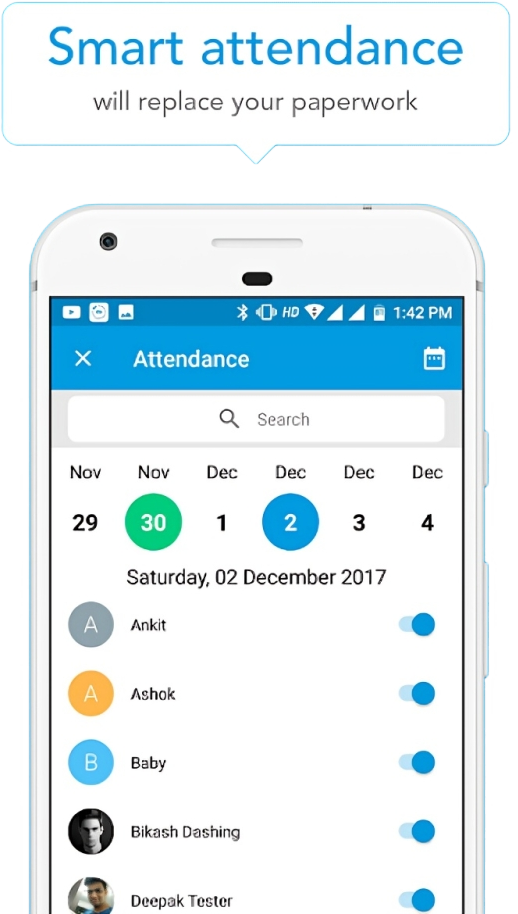 Smart attendance
will replace your paperwork
HD 1:42 PM
Attendance
Search
Nov Nov Dec Dec Dec Dec
29 30 1 2 3 4
Saturday, 02 December 2017
A Ankit
A Ashok
B Baby
Bikash Dashing
Deepak Tester